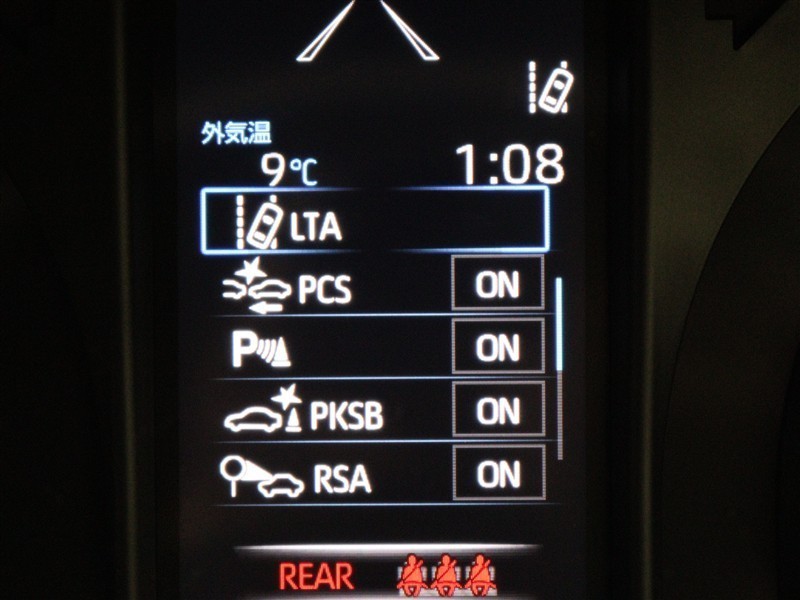 外気温
9℃ 1:08
LTA
PCS ON
P ON
PKSB ON
RSA ON
REAR